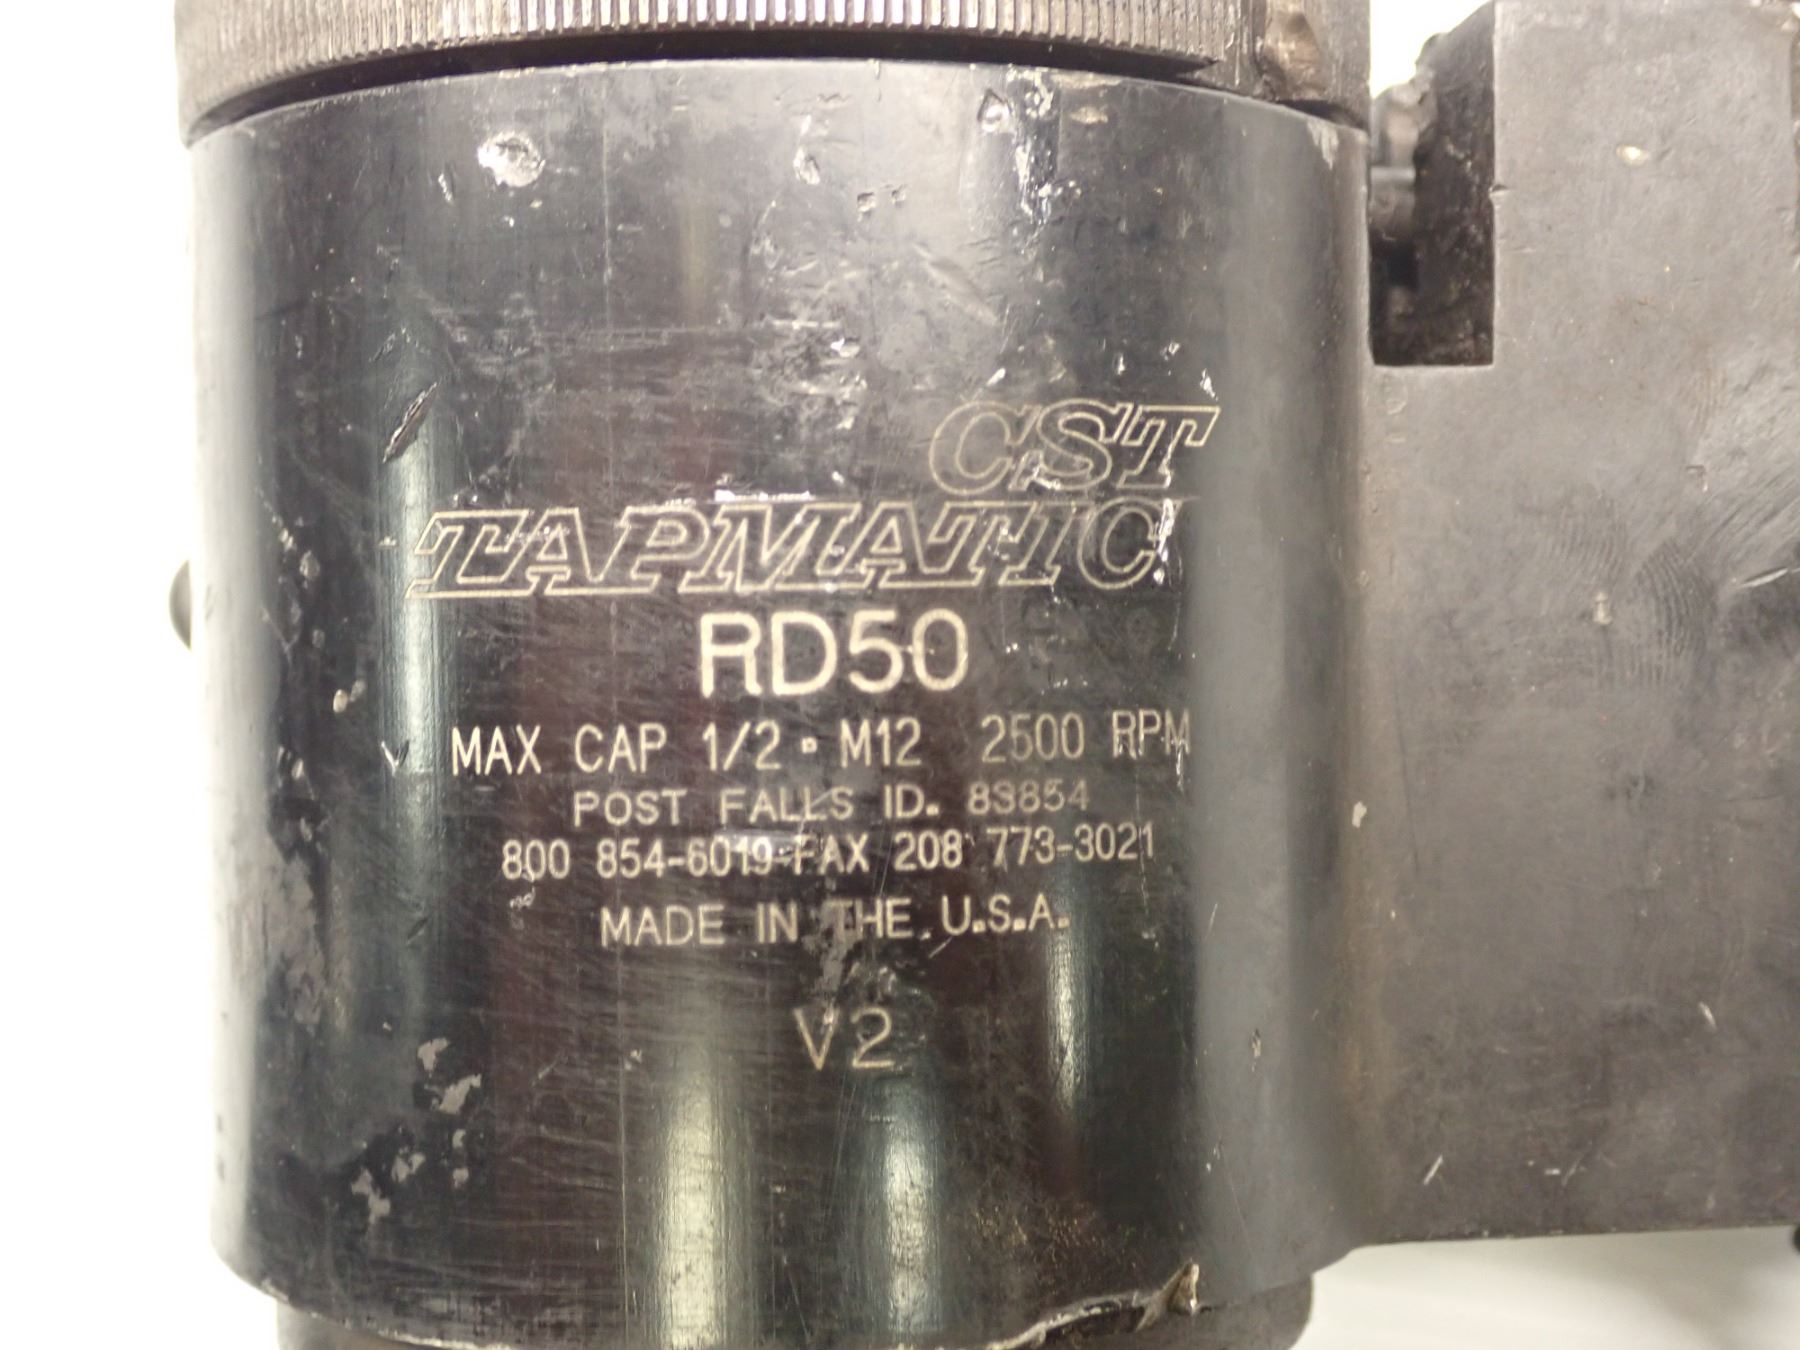 CST
TAPMATIC
RD50
MAX CAP 1/2 ▪ M12 2500 RPM
POST FALLS ID. 83854
800 854-6019 FAX 208 773-3021
MADE IN THE U.S.A.
V2